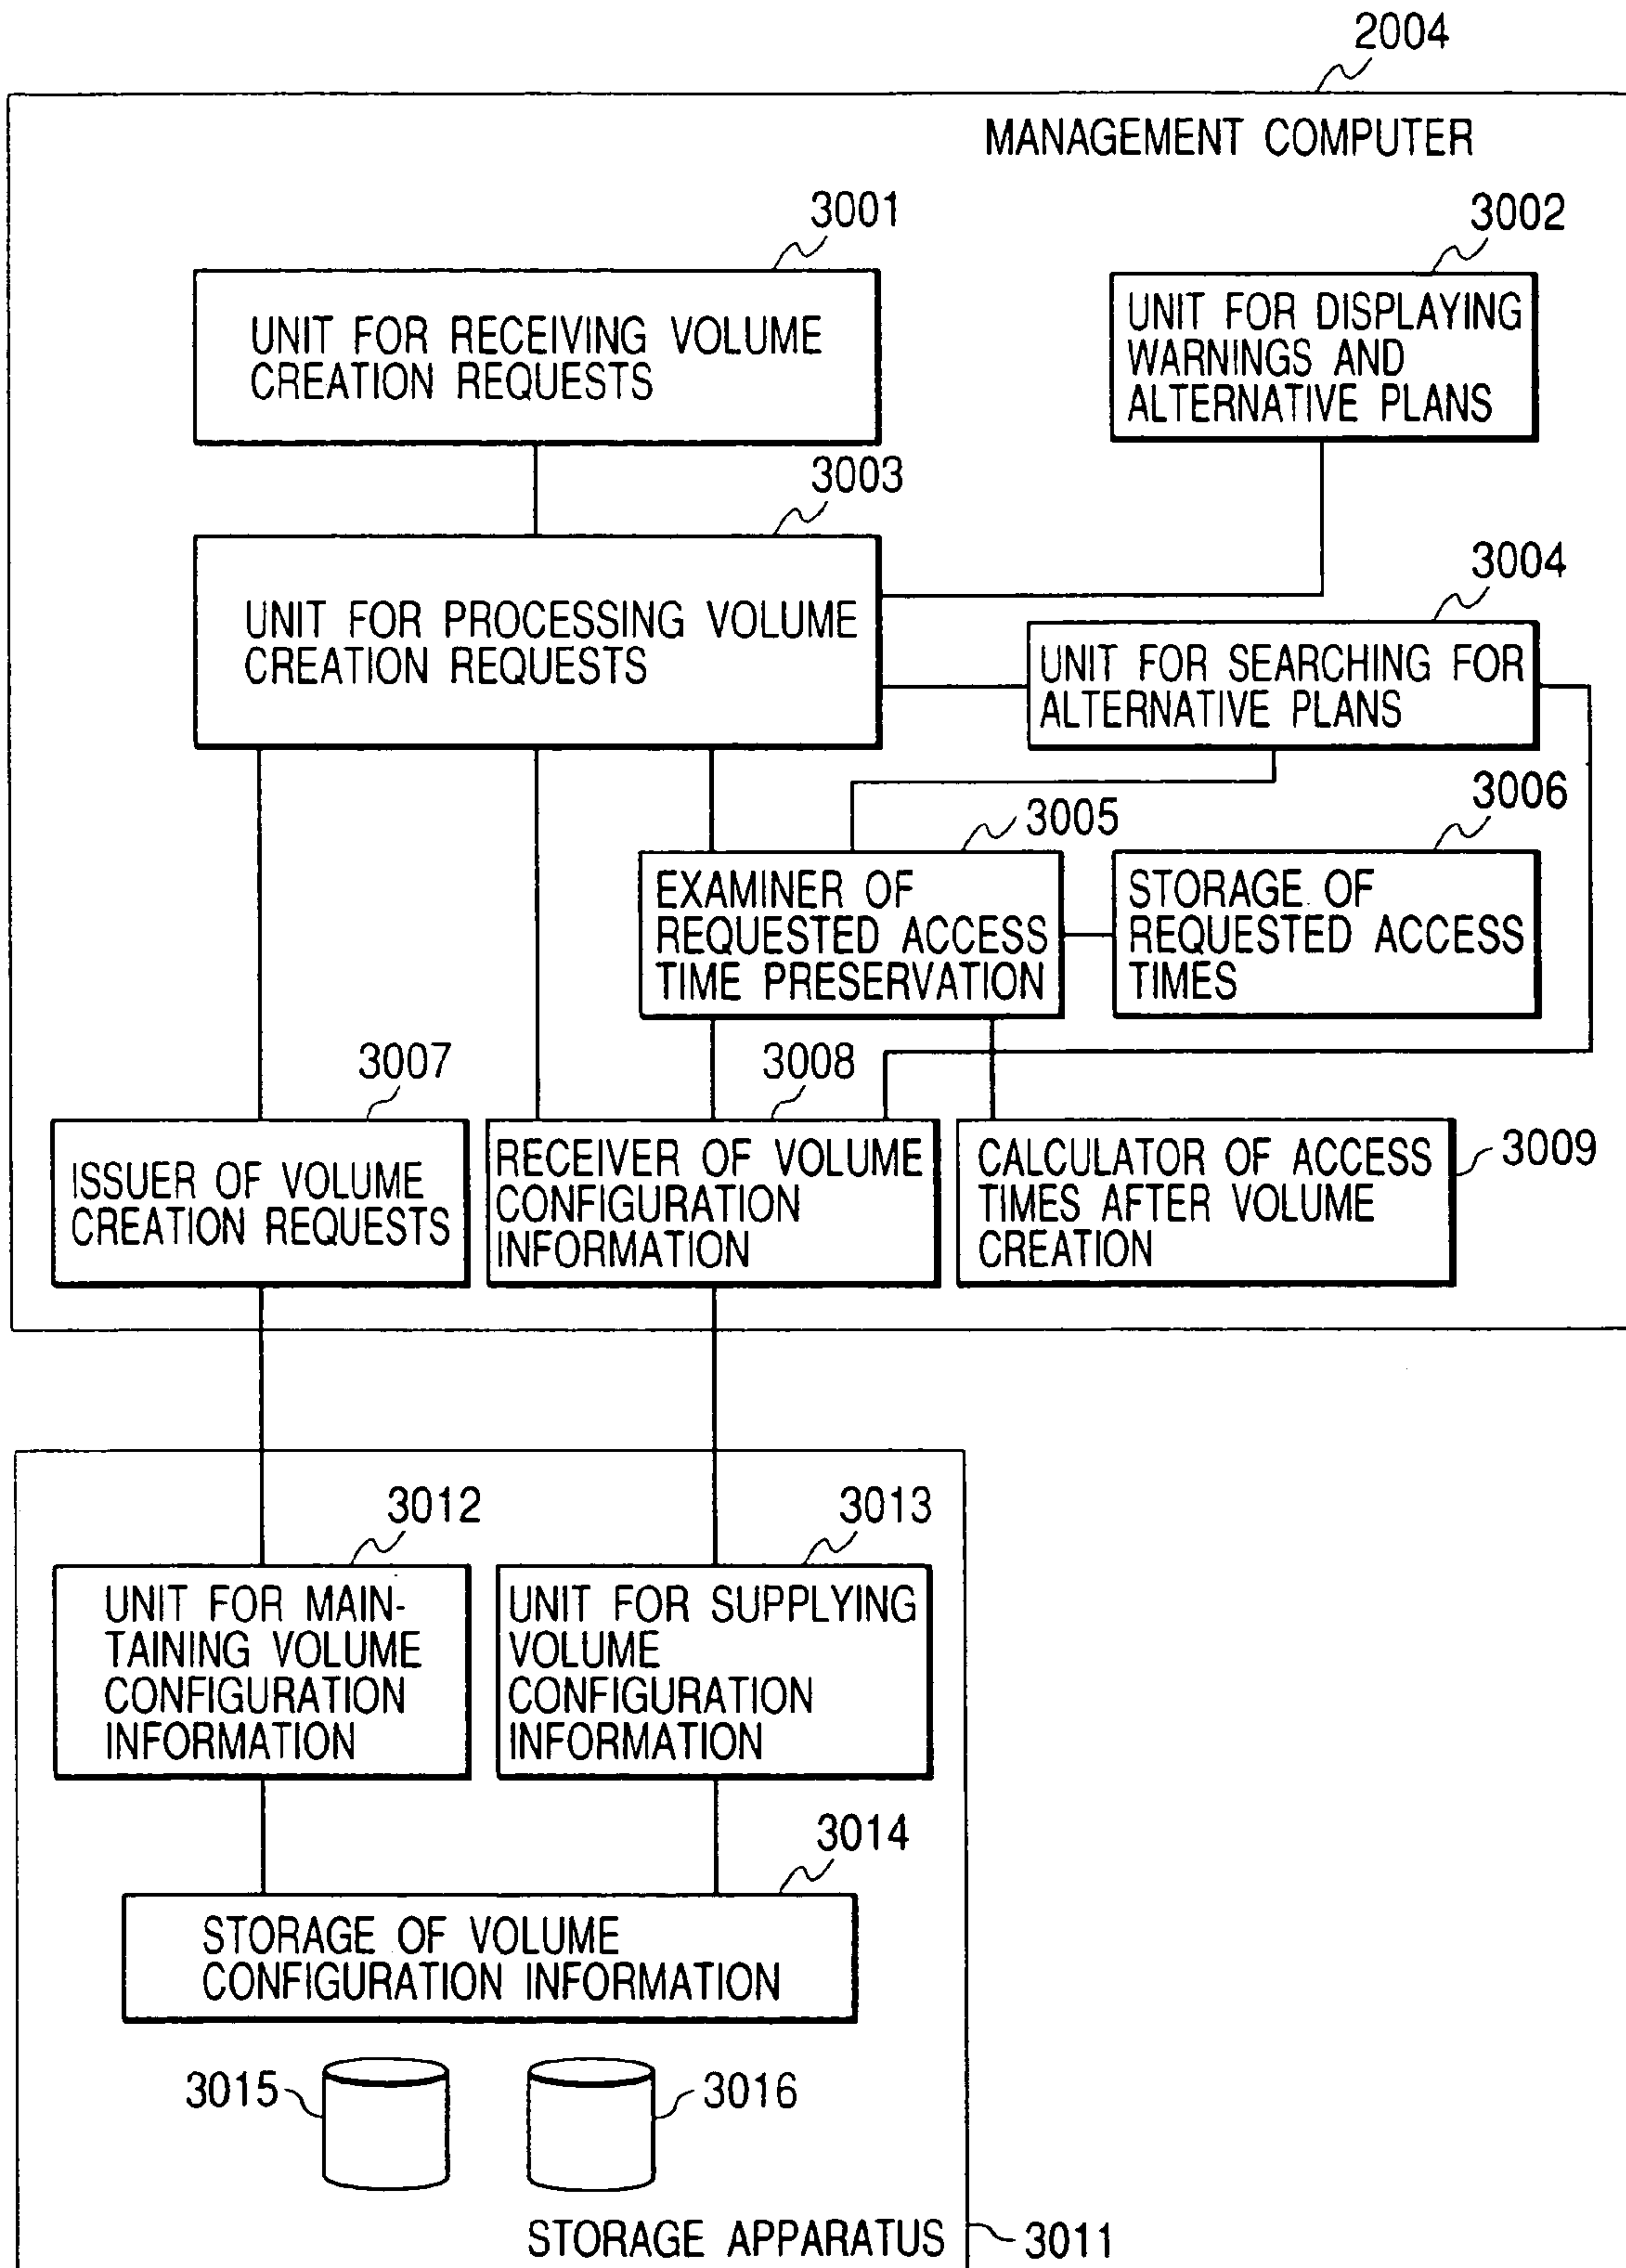 2004
MANAGEMENT COMPUTER
3001
3002
UNIT FOR RECEIVING VOLUME
CREATION REQUESTS
UNIT FOR DISPLAYING
WARNINGS AND
ALTERNATIVE PLANS
3003
3004
UNIT FOR PROCESSING VOLUME
CREATION REQUESTS
UNIT FOR SEARCHING FOR
ALTERNATIVE PLANS
3005
3006
EXAMINER OF
REQUESTED ACCESS
TIME PRESERVATION
STORAGE OF
REQUESTED ACCESS
TIMES
3007
3008
ISSUER OF VOLUME
CREATION REQUESTS
RECEIVER OF VOLUME
CONFIGURATION
INFORMATION
CALCULATOR OF ACCESS
TIMES AFTER VOLUME
CREATION
3009
3012
3013
UNIT FOR MAIN-
TAINING VOLUME
CONFIGURATION
INFORMATION
UNIT FOR SUPPLYING
VOLUME
CONFIGURATION
INFORMATION
3014
STORAGE OF VOLUME
CONFIGURATION INFORMATION
3015
3016
STORAGE APPARATUS
3011